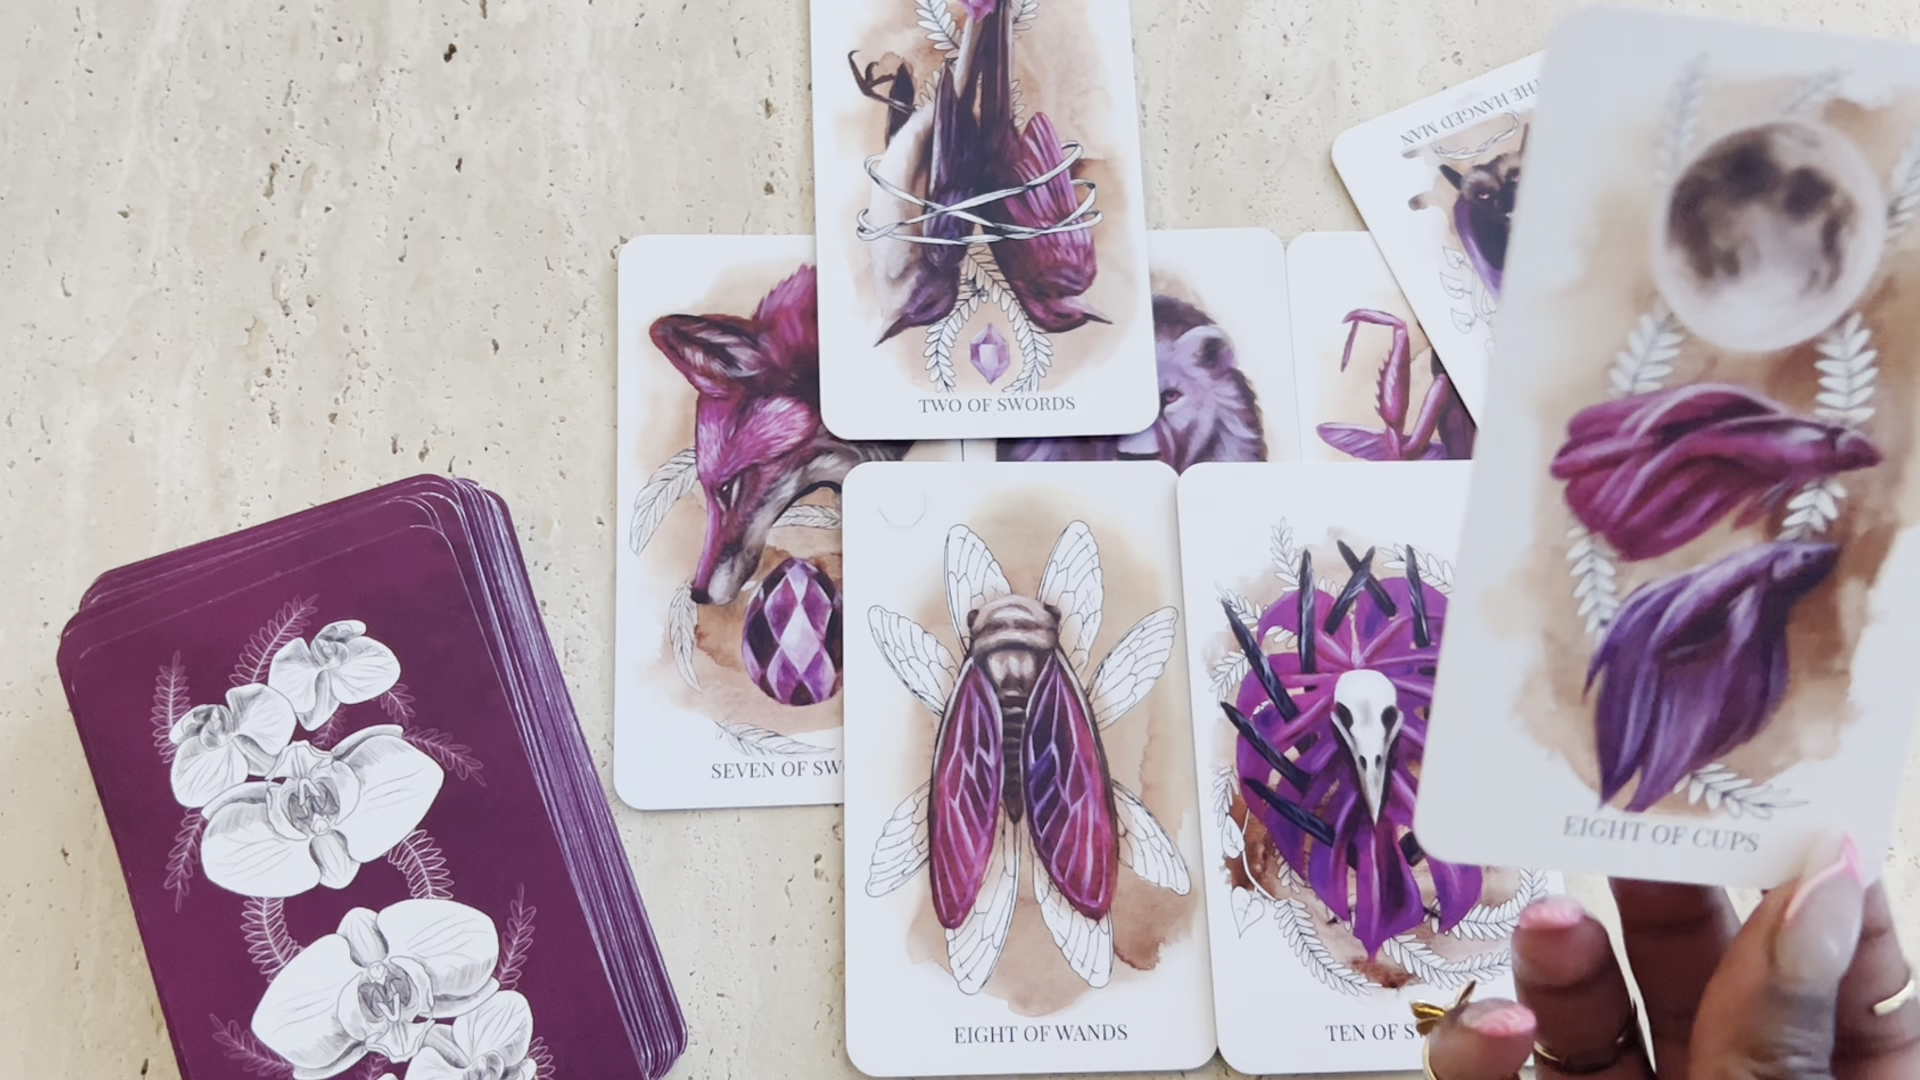 THE HANGED MAN
TWO OF SWORDS
SEVEN OF SW
EIGHT OF CUPS
EIGHT OF WANDS
TEN OF S